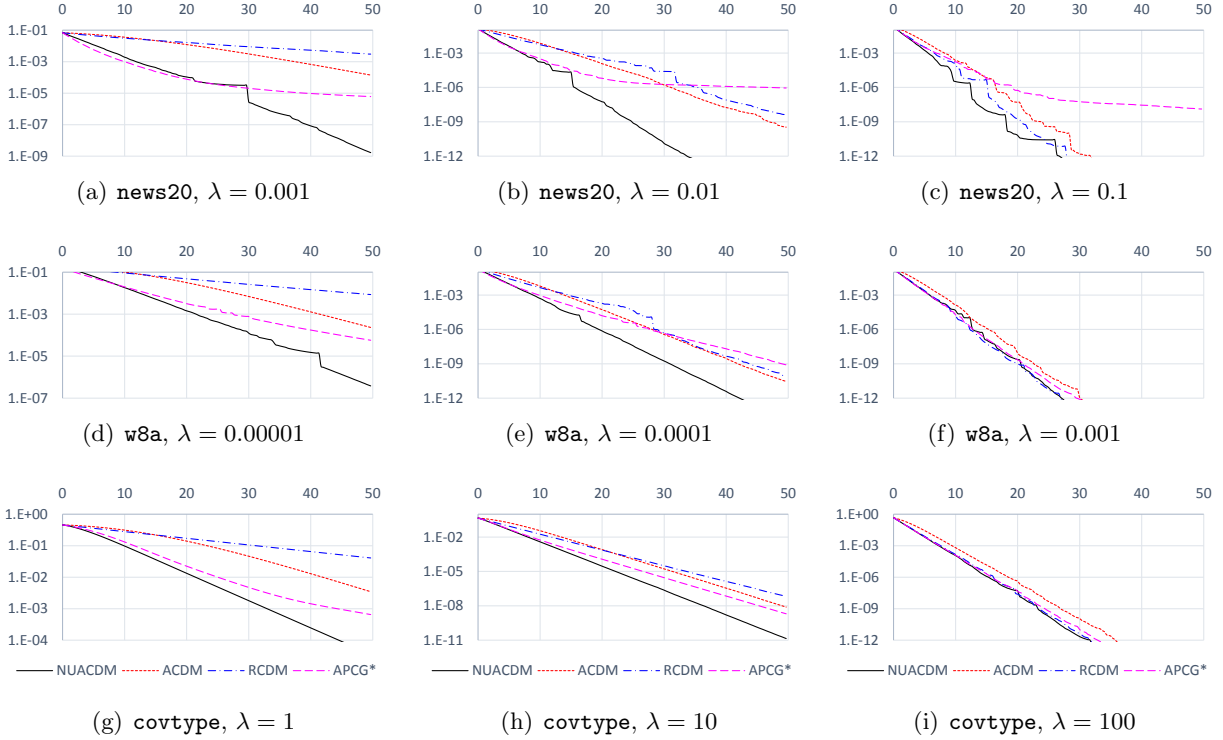 0 10 20 30 40 50
1.E-01
1.E-03
1.E-05
1.E-07
1.E-09
(a) news20, λ = 0.001
0 10 20 30 40 50
1.E-03
1.E-06
1.E-09
1.E-12
(b) news20, λ = 0.01
0 10 20 30 40 50
1.E-03
1.E-06
1.E-09
1.E-12
(c) news20, λ = 0.1
0 10 20 30 40 50
1.E-01
1.E-03
1.E-05
1.E-07
(d) w8a, λ = 0.00001
0 10 20 30 40 50
1.E-03
1.E-06
1.E-09
1.E-12
(e) w8a, λ = 0.0001
0 10 20 30 40 50
1.E-03
1.E-06
1.E-09
1.E-12
(f) w8a, λ = 0.001
0 10 20 30 40 50
1.E+00
1.E-01
1.E-02
1.E-03
1.E-04
NUACDM ACDM RCDM APCG*
(g) covtype, λ = 1
0 10 20 30 40 50
1.E-02
1.E-05
1.E-08
1.E-11
NUACDM ACDM RCDM APCG*
(h) covtype, λ = 10
0 10 20 30 40 50
1.E+00
1.E-03
1.E-06
1.E-09
1.E-12
NUACDM ACDM RCDM APCG*
(i) covtype, λ = 100